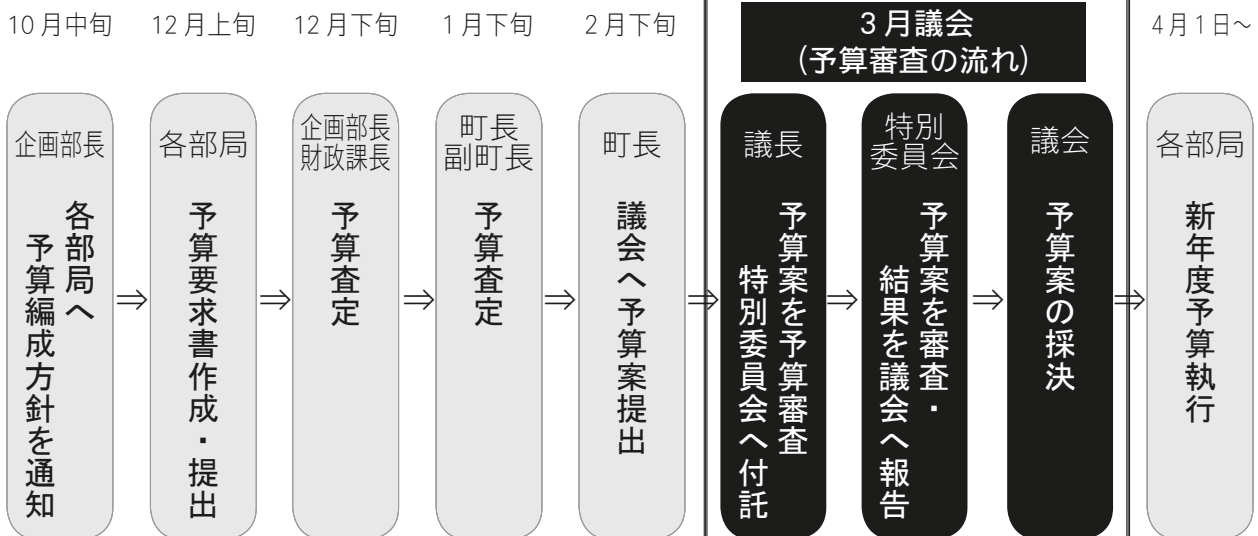 10月中旬
12月上旬
12月下旬
1月下旬
2月下旬
3月議会
(予算審査の流れ)
4月1日~
企画部長
各部局へ
予算編成方針を通知
⇒
各部局
予算要求書作成・提出
⇒
企画部長
財政課長
予算査定
⇒
町長
副町長
予算査定
⇒
町長
議会へ予算案提出
⇒
議長
予算案を予算審査
特別委員会へ付託
⇒
特別
委員会
予算案を審査・
結果を議会へ報告
⇒
議会
予算案の採決
⇒
各部局
新年度予算執行